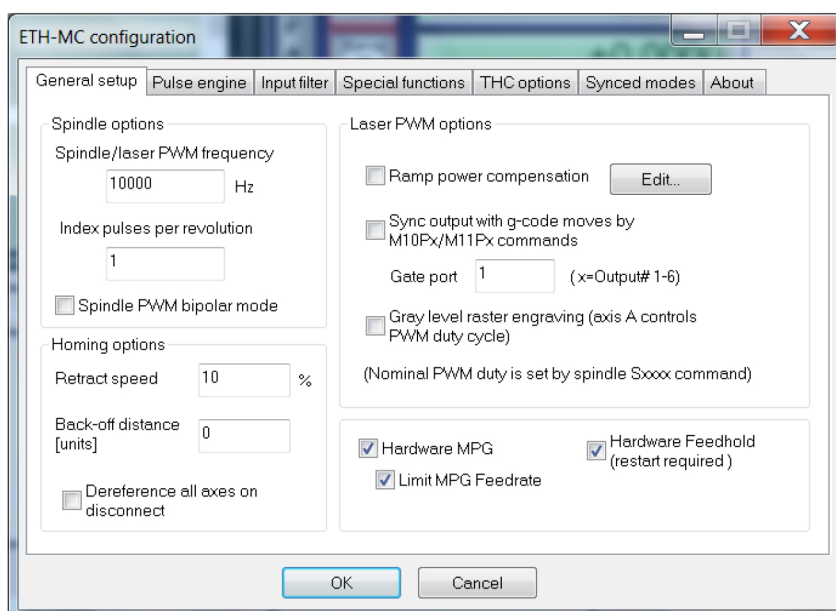 ETH-MC configuration
General setup
Pulse engine
Input filter
Special functions
THC options
Synced modes
About
Spindle options
Spindle/laser PWM frequency
10000 Hz
Index pulses per revolution
1
Spindle PWM bipolar mode
Homing options
Retract speed 10 %
Back-off distance
[units] 0
Dereference all axes on
disconnect
Laser PWM options
Ramp power compensation Edit...
Sync output with g-code moves by
M10Px/M11Px commands
Gate port 1 (x=Output# 1-6)
Gray level raster engraving (axis A controls
PWM duty cycle)
(Nominal PWM duty is set by spindle Sxxxx command)
Hardware MPG
Limit MPG Feedrate
Hardware Feedhold
(restart required )
OK
Cancel